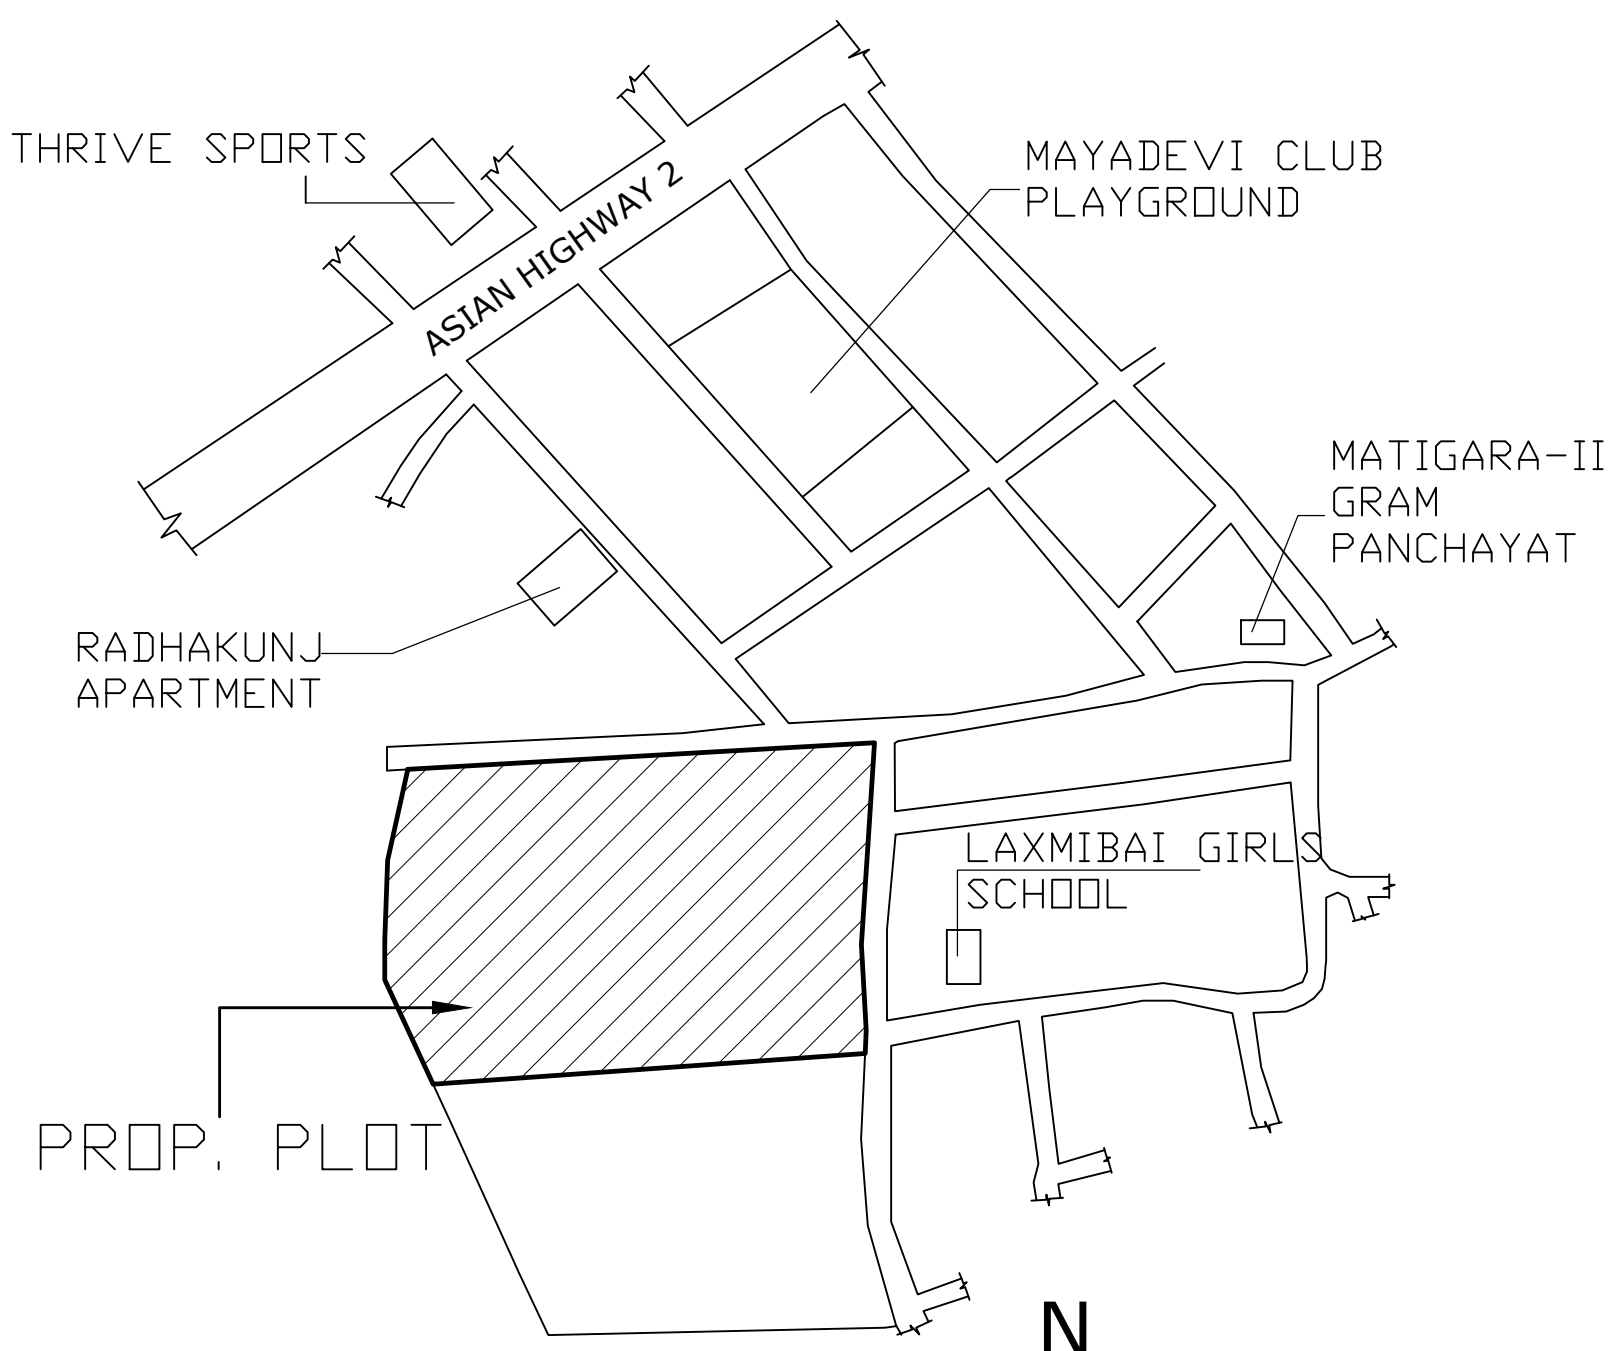 THRIVE SPORTS
MAYADEVI CLUB
PLAYGROUND
ASIAN HIGHWAY 2
MATIGARA-II
GRAM
PANCHAYAT
RADHAKUNJ
APARTMENT
LAXMIBAI GIRLS
SCHOOL
PROP. PLOT
N